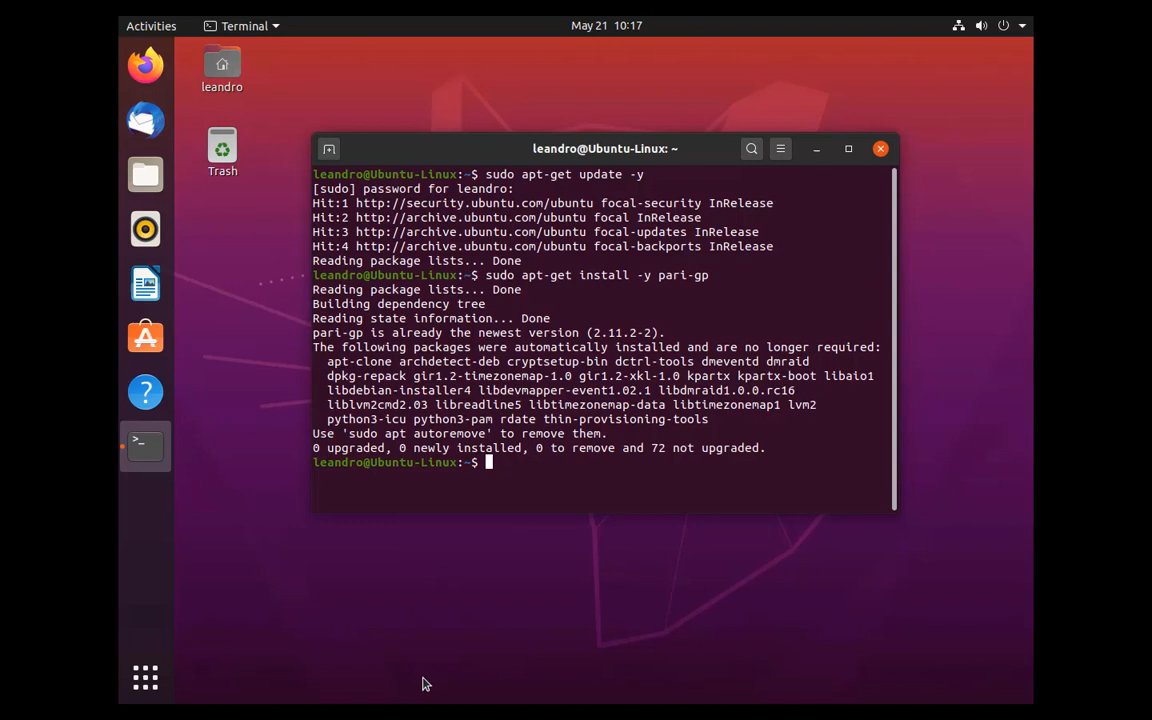 Activities
Terminal
May 21 10:17
leandro
Trash
leandro@Ubuntu-Linux: ~
leandro@Ubuntu-Linux:~$ sudo apt-get update -y
[sudo] password for leandro:
Hit:1 http://security.ubuntu.com/ubuntu focal-security InRelease
Hit:2 http://archive.ubuntu.com/ubuntu focal InRelease
Hit:3 http://archive.ubuntu.com/ubuntu focal-updates InRelease
Hit:4 http://archive.ubuntu.com/ubuntu focal-backports InRelease
Reading package lists... Done
leandro@Ubuntu-Linux:~$ sudo apt-get install -y pari-gp
Reading package lists... Done
Building dependency tree
Reading state information... Done
pari-gp is already the newest version (2.11.2-2).
The following packages were automatically installed and are no longer required:
apt-clone archdetect-deb cryptsetup-bin dctrl-tools dmeventd dmraid
dpkg-repack gir1.2-timezonemap-1.0 gir1.2-xkl-1.0 kpartx kpartx-boot libaio1
libdebian-installer4 libdevmapper-event1.02.1 libdmraid1.0.0.rc16
liblvm2cmd2.03 libreadline5 libtimezonemap-data libtimezonemap1 lvm2
python3-icu python3-pam rdate thin-provisioning-tools
Use 'sudo apt autoremove' to remove them.
0 upgraded, 0 newly installed, 0 to remove and 72 not upgraded.
leandro@Ubuntu-Linux:~$